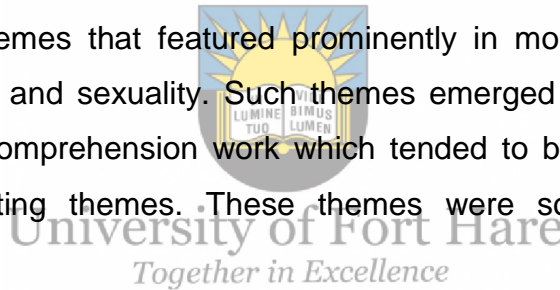 emes that featured prominently in mo
and sexuality. Such themes emerged
LUMINE BIMUS
TUO LUMEN
omprehension work which tended to b
ting themes. These themes were so
University of Fort Hare
Together in Excellence